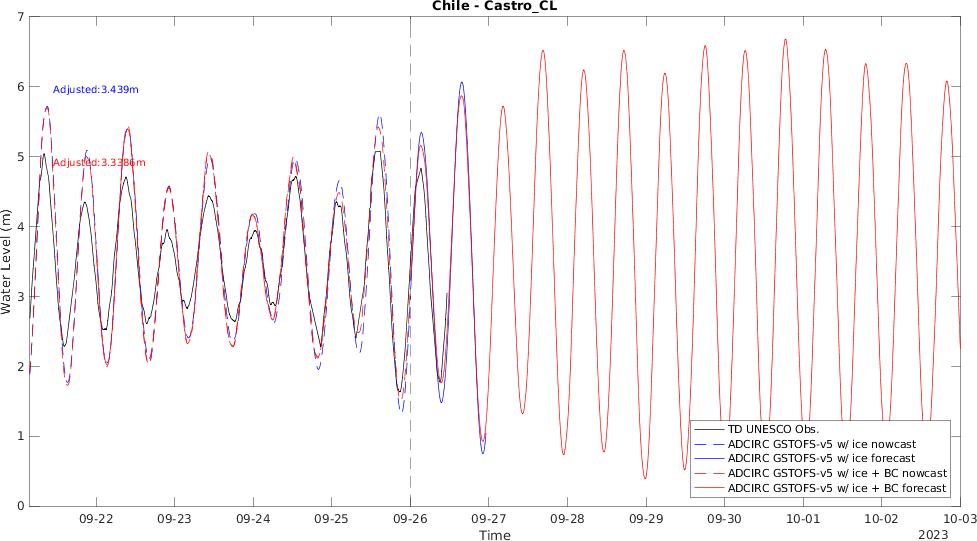 Chile - Castro_CL
7
6
5
4
3
2
1
0
Water Level (m)
Adjusted:3.439m
Adjusted:3.3386m
TD UNESCO Obs.
ADCIRC GSTOFS-v5 w/ ice nowcast
ADCIRC GSTOFS-v5 w/ ice forecast
ADCIRC GSTOFS-v5 w/ ice + BC nowcast
ADCIRC GSTOFS-v5 w/ ice + BC forecast
09-22 09-23 09-24 09-25 09-26 09-27 09-28 09-29 09-30 10-01 10-02 10-03
Time
2023